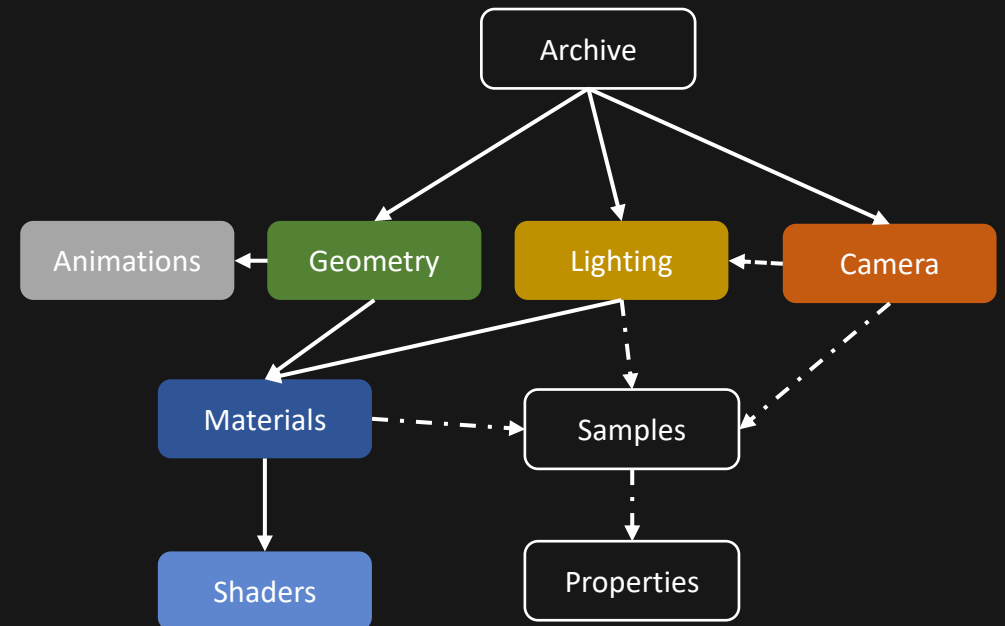 Archive
Animations
Geometry
Lighting
Camera
Materials
Samples
Shaders
Properties